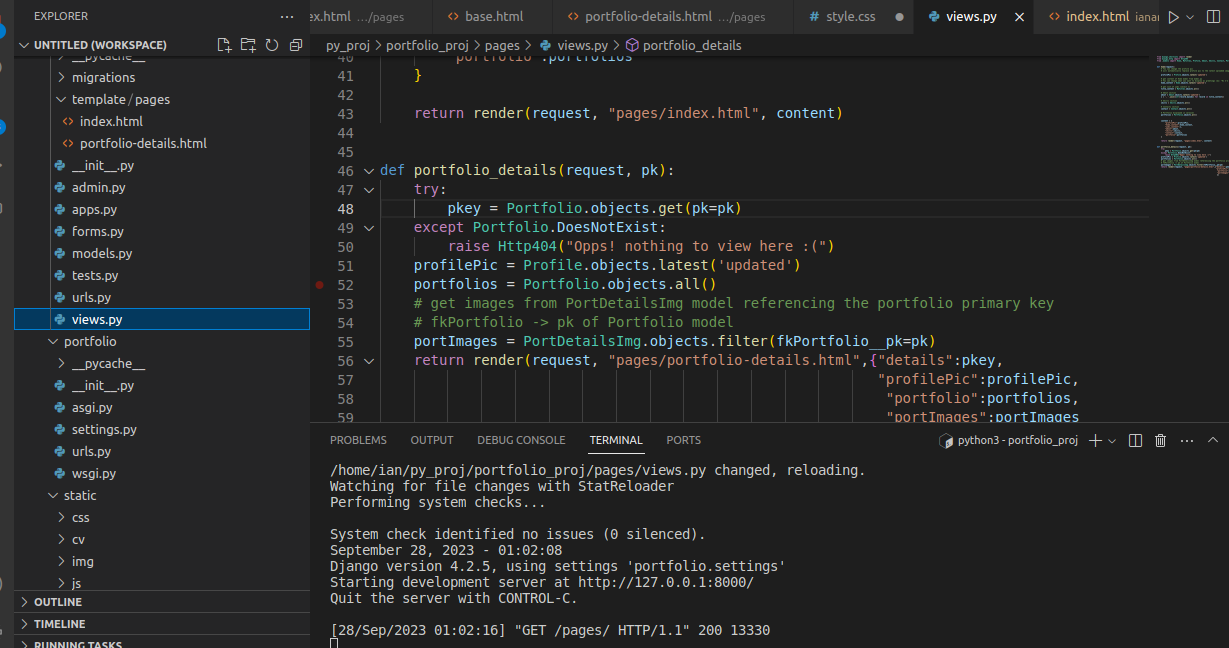 EXPLORER
ex.html .../pages
base.html
portfolio-details.html .../pages
# style.css
views.py
index.html
UNTITLED (WORKSPACE)
py_proj > portfolio_proj > pages > views.py > portfolio_details
__pycache__
migrations
template / pages
index.html
portfolio-details.html
__init__.py
admin.py
apps.py
forms.py
models.py
tests.py
urls.py
views.py
portfolio
__pycache__
__init__.py
asgi.py
settings.py
urls.py
wsgi.py
static
css
cv
img
js
OUTLINE
TIMELINE
RUNNING TASKS
40 "portfolio":portfolios
41 }
42
43 return render(request, "pages/index.html", content)
44
45
46 def portfolio_details(request, pk):
47 try:
48 pkey = Portfolio.objects.get(pk=pk)
49 except Portfolio.DoesNotExist:
50 raise Http404("Opps! nothing to view here :(")
51 profilePic = Profile.objects.latest('updated')
52 portfolios = Portfolio.objects.all()
53 # get images from PortDetailsImg model referencing the portfolio primary key
54 # fkPortfolio -> pk of Portfolio model
55 portImages = PortDetailsImg.objects.filter(fkPortfolio__pk=pk)
56 return render(request, "pages/portfolio-details.html",{"details":pkey,
57 "profilePic":profilePic,
58 "portfolio":portfolios,
59 "portImages":portImages
PROBLEMS OUTPUT DEBUG CONSOLE TERMINAL PORTS
python3 - portfolio_proj
/home/ian/py_proj/portfolio_proj/pages/views.py changed, reloading.
Watching for file changes with StatReloader
Performing system checks...
System check identified no issues (0 silenced).
September 28, 2023 - 01:02:08
Django version 4.2.5, using settings 'portfolio.settings'
Starting development server at http://127.0.0.1:8000/
Quit the server with CONTROL-C.
[28/Sep/2023 01:02:16] "GET /pages/ HTTP/1.1" 200 13330